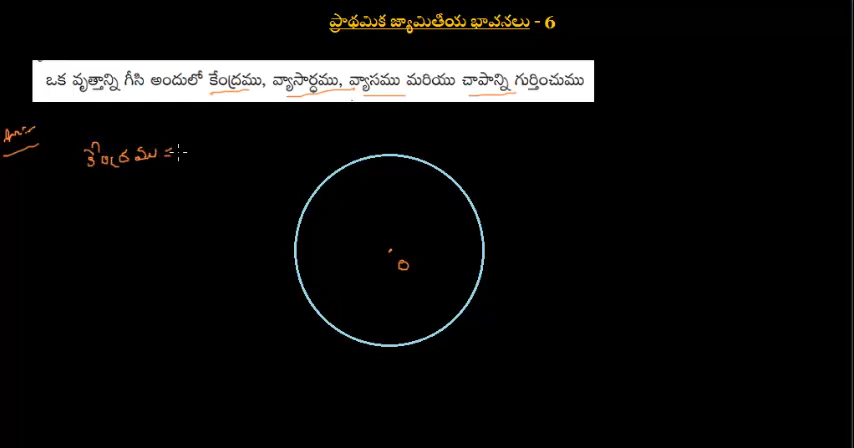 ప్రాథమిక జ్యామితీయ భావనలు - 6
ఒక వృత్తాన్ని గీసి అందులో కేంద్రము, వ్యాసార్ధము, వ్యాసము మరియు చాపాన్ని గుర్తించుము
కేంద్రము =
O